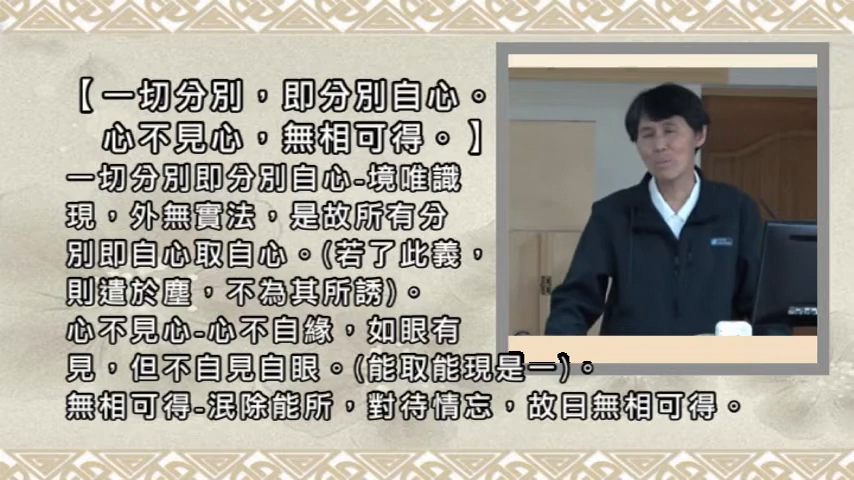 【一切分別，即分別自心。
心不見心，無相可得。】
一切分別即分別自心-境唯識
現，外無實法，是故所有分
別即自心取自心。(若了此義，
則遣於塵，不為其所誘)。
心不見心-心不自緣，如眼有
見，但不自見自眼。(能取能現是一)。
無相可得-泯除能所，對待情忘，故曰無相可得。